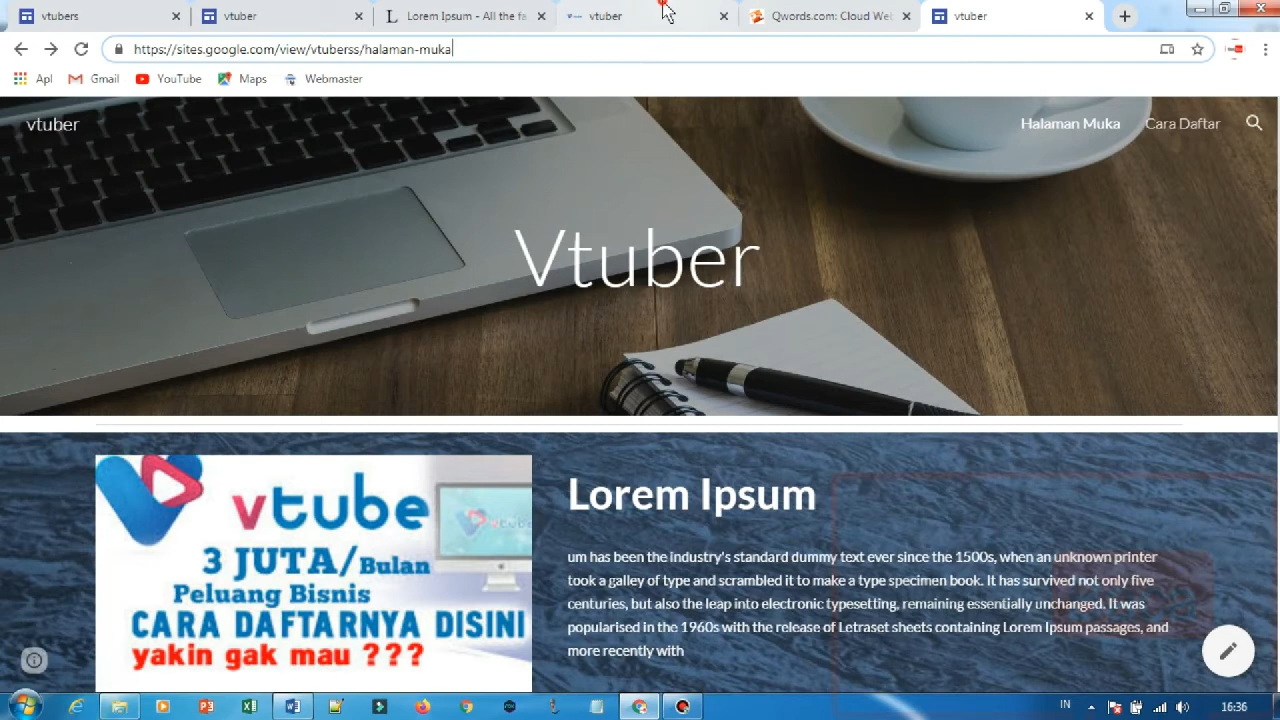 vtubers
vtuber
Lorem Ipsum - All the fa
vtuber
Qwords.com: Cloud Web
vtuber
https://sites.google.com/view/vtuberss/halaman-muka
Apl
Gmail
YouTube
Maps
Webmaster
vtuber
Halaman Muka
Cara Daftar
Vtuber
vtube
3 JUTA/Bulan
Peluang Bisnis
CARA DAFTARNYA DISINI
yakin gak mau ???
Lorem Ipsum
um has been the industry's standard dummy text ever since the 1500s, when an unknown printer
took a galley of type and scrambled it to make a type specimen book. It has survived not only five
centuries, but also the leap into electronic typesetting, remaining essentially unchanged. It was
popularised in the 1960s with the release of Letraset sheets containing Lorem Ipsum passages, and
more recently with
IN
16:36